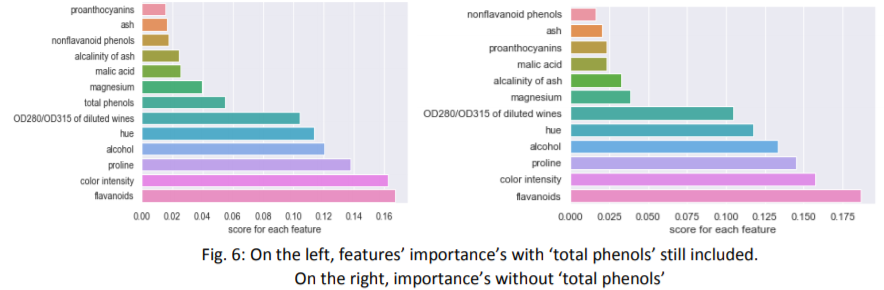 proanthocyanins
ash
nonflavanoid phenols
alcalinity of ash
malic acid
magnesium
total phenols
OD280/OD315 of diluted wines
hue
alcohol
proline
color intensity
flavanoids
0.00 0.02 0.04 0.06 0.08 0.10 0.12 0.14 0.16
score for each feature
nonflavanoid phenols
ash
proanthocyanins
malic acid
alcalinity of ash
magnesium
OD280/OD315 of diluted wines
hue
alcohol
proline
color intensity
flavanoids
0.000 0.025 0.050 0.075 0.100 0.125 0.150 0.175
score for each feature
Fig. 6: On the left, features’ importance’s with ‘total phenols’ still included.
On the right, importance’s without ‘total phenols’